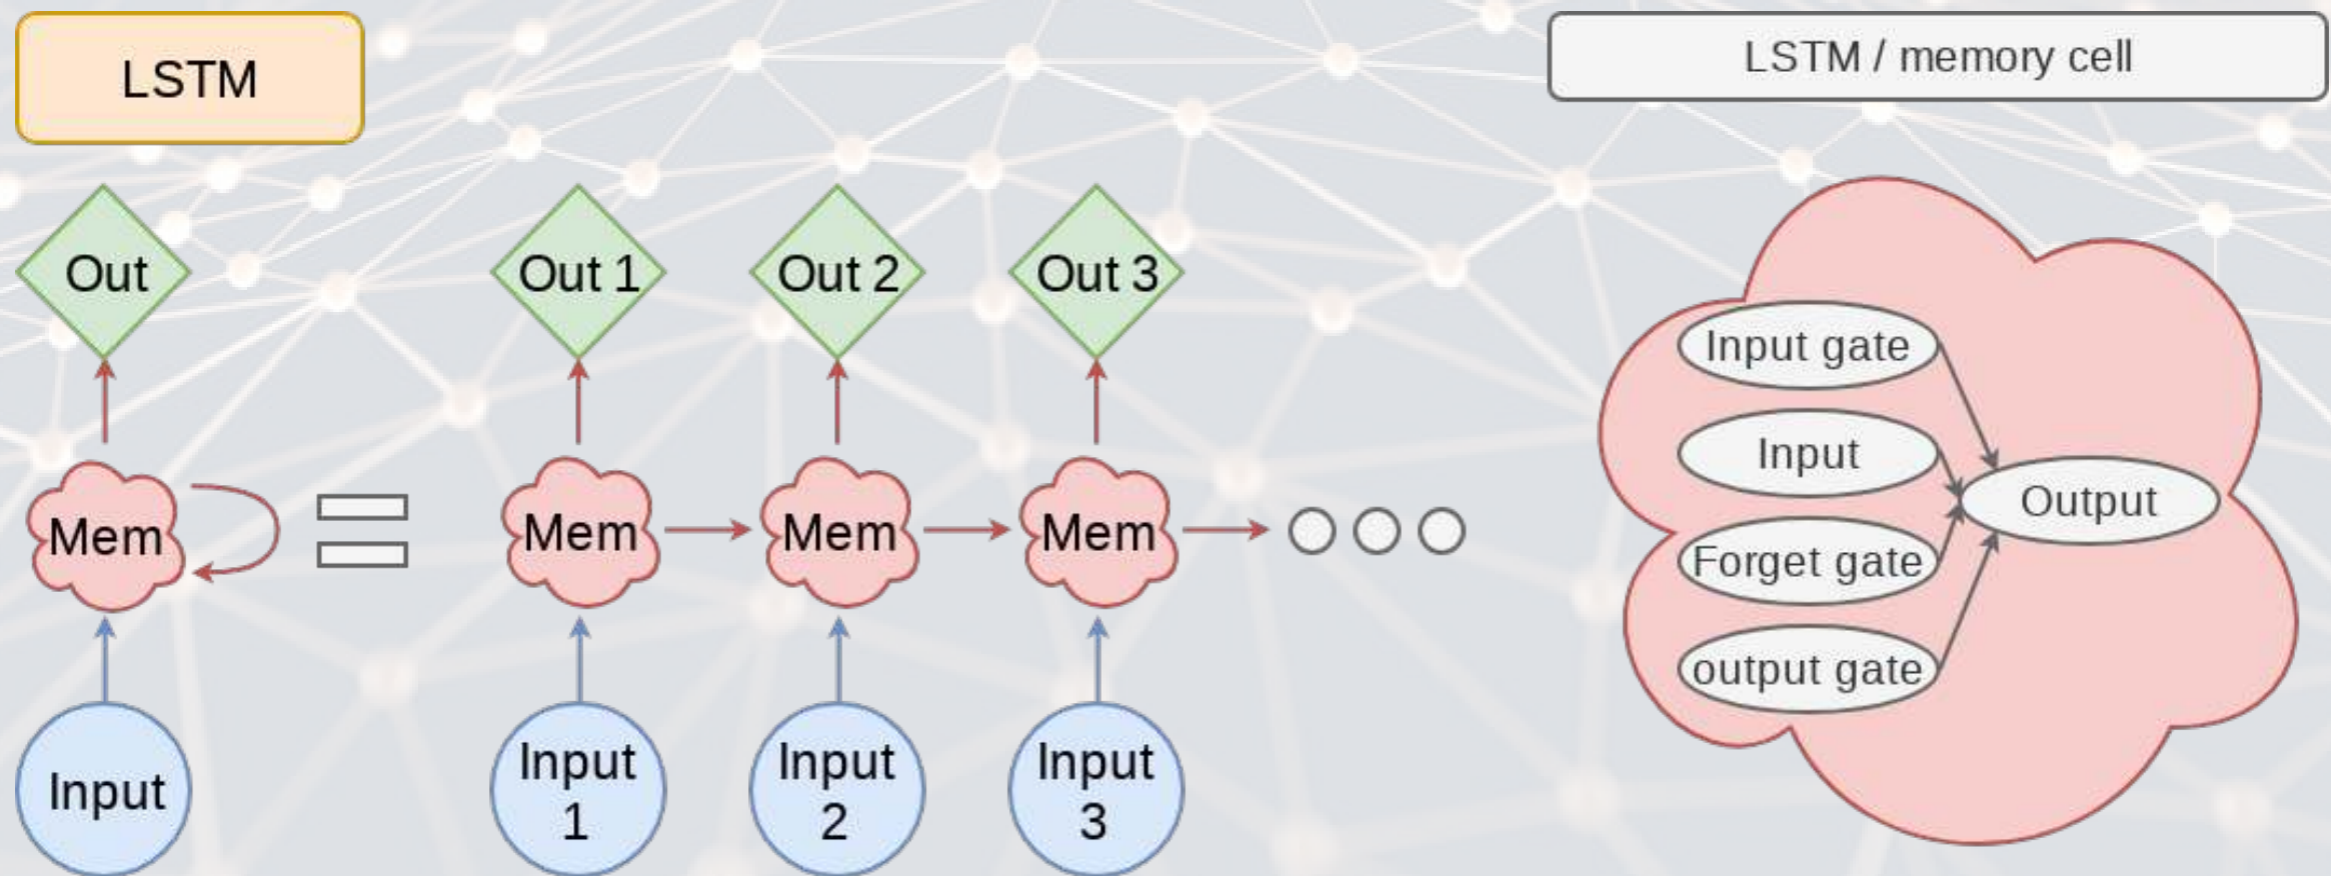 LSTM
LSTM / memory cell
Out
Out 1
Out 2
Out 3
Mem
Mem
Mem
Mem
Input
Input
1
Input
2
Input
3
Input gate
Input
Forget gate
output gate
Output